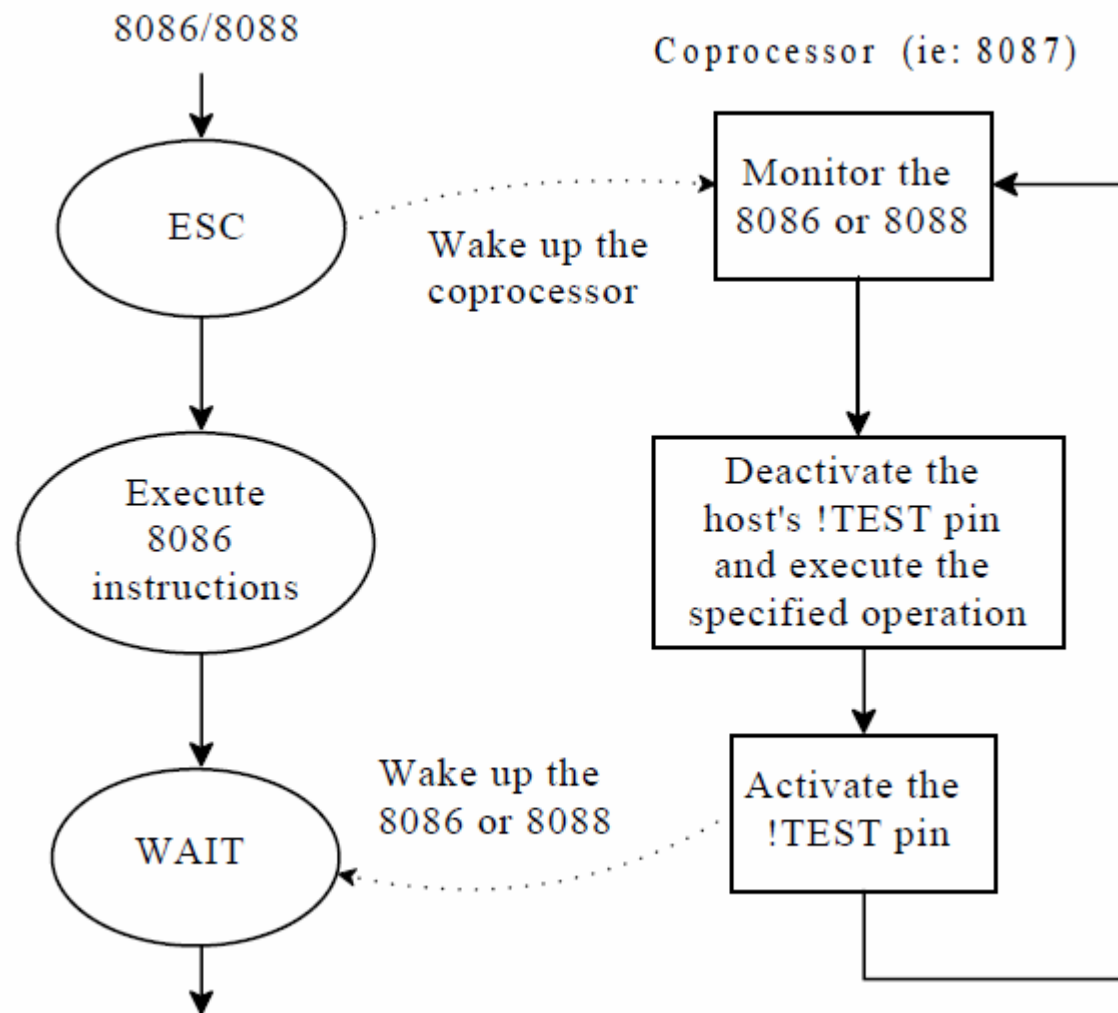 8086/8088
Coprocessor (ie: 8087)
ESC
Wake up the
coprocessor
Monitor the
8086 or 8088
Execute
8086
instructions
Deactivate the
host's !TEST pin
and execute the
specified operation
WAIT
Wake up the
8086 or 8088
Activate the
!TEST pin